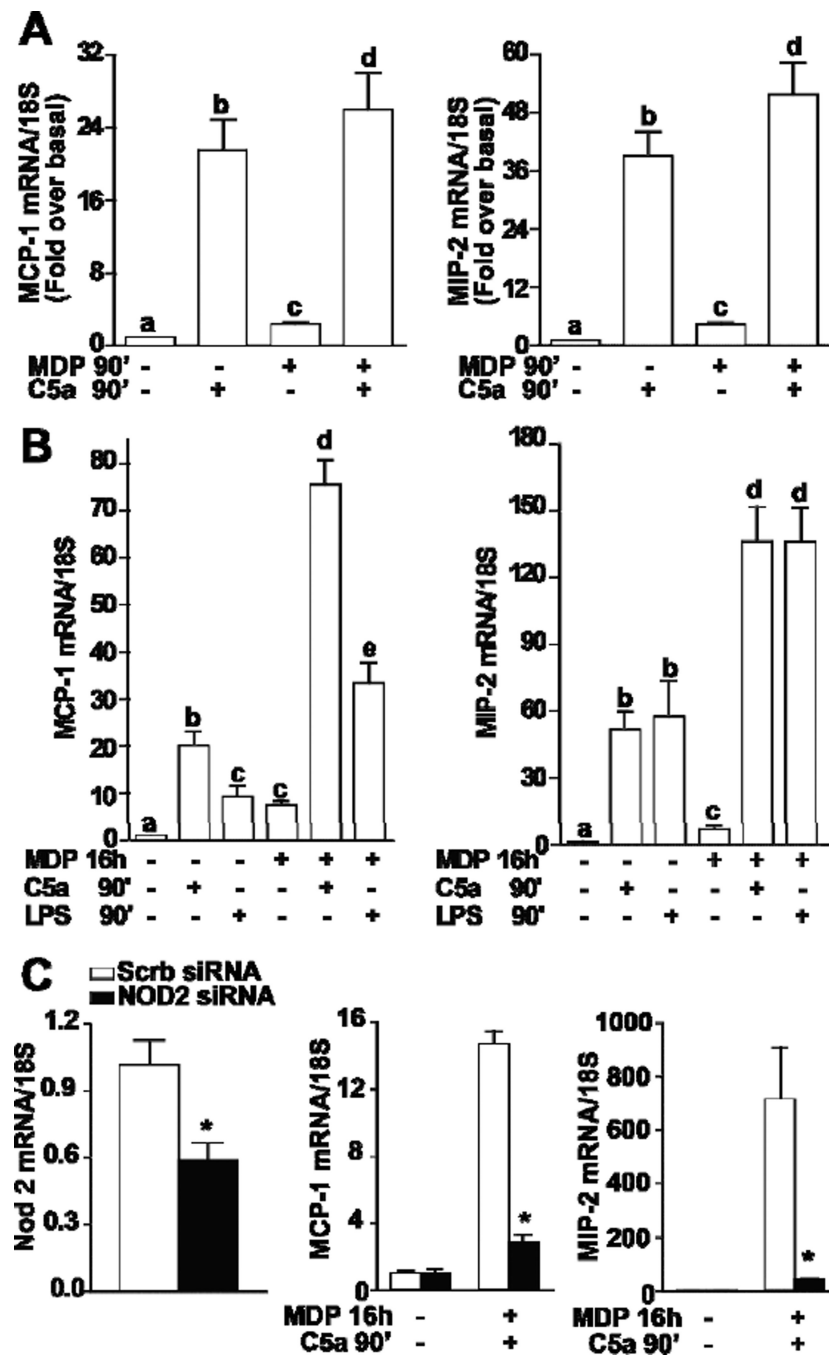 A
MCP-1 mRNA/18S
(Fold over basal)
32
24
16
8
0
a
b
c
d
MDP 90' - - + +
C5a 90' - + - +
MIP-2 mRNA/18S
(Fold over basal)
60
48
36
24
12
0
a
b
c
d
MDP 90' - - + +
C5a 90' - + - +
B
MCP-1 mRNA/18S
80
70
60
50
40
30
20
10
0
a
b
c
c
d
e
MDP 16h - - - + + +
C5a 90' - + - - + -
LPS 90' - - + - - +
MIP-2 mRNA/18S
180
150
130
90
60
30
0
a
b
b
c
d
d
MDP 16h - - - + + +
C5a 90' - + - - + -
LPS 90' - - + - - +
C
Scrb siRNA
NOD2 siRNA
Nod 2 mRNA/18S
1.2
0.9
0.6
0.3
0.0
*
MCP-1 mRNA/18S
16
12
8
4
0
*
MDP 16h - +
C5a 90' - +
MIP-2 mRNA/18S
1000
800
600
400
200
0
*
MDP 16h - +
C5a 90' - +